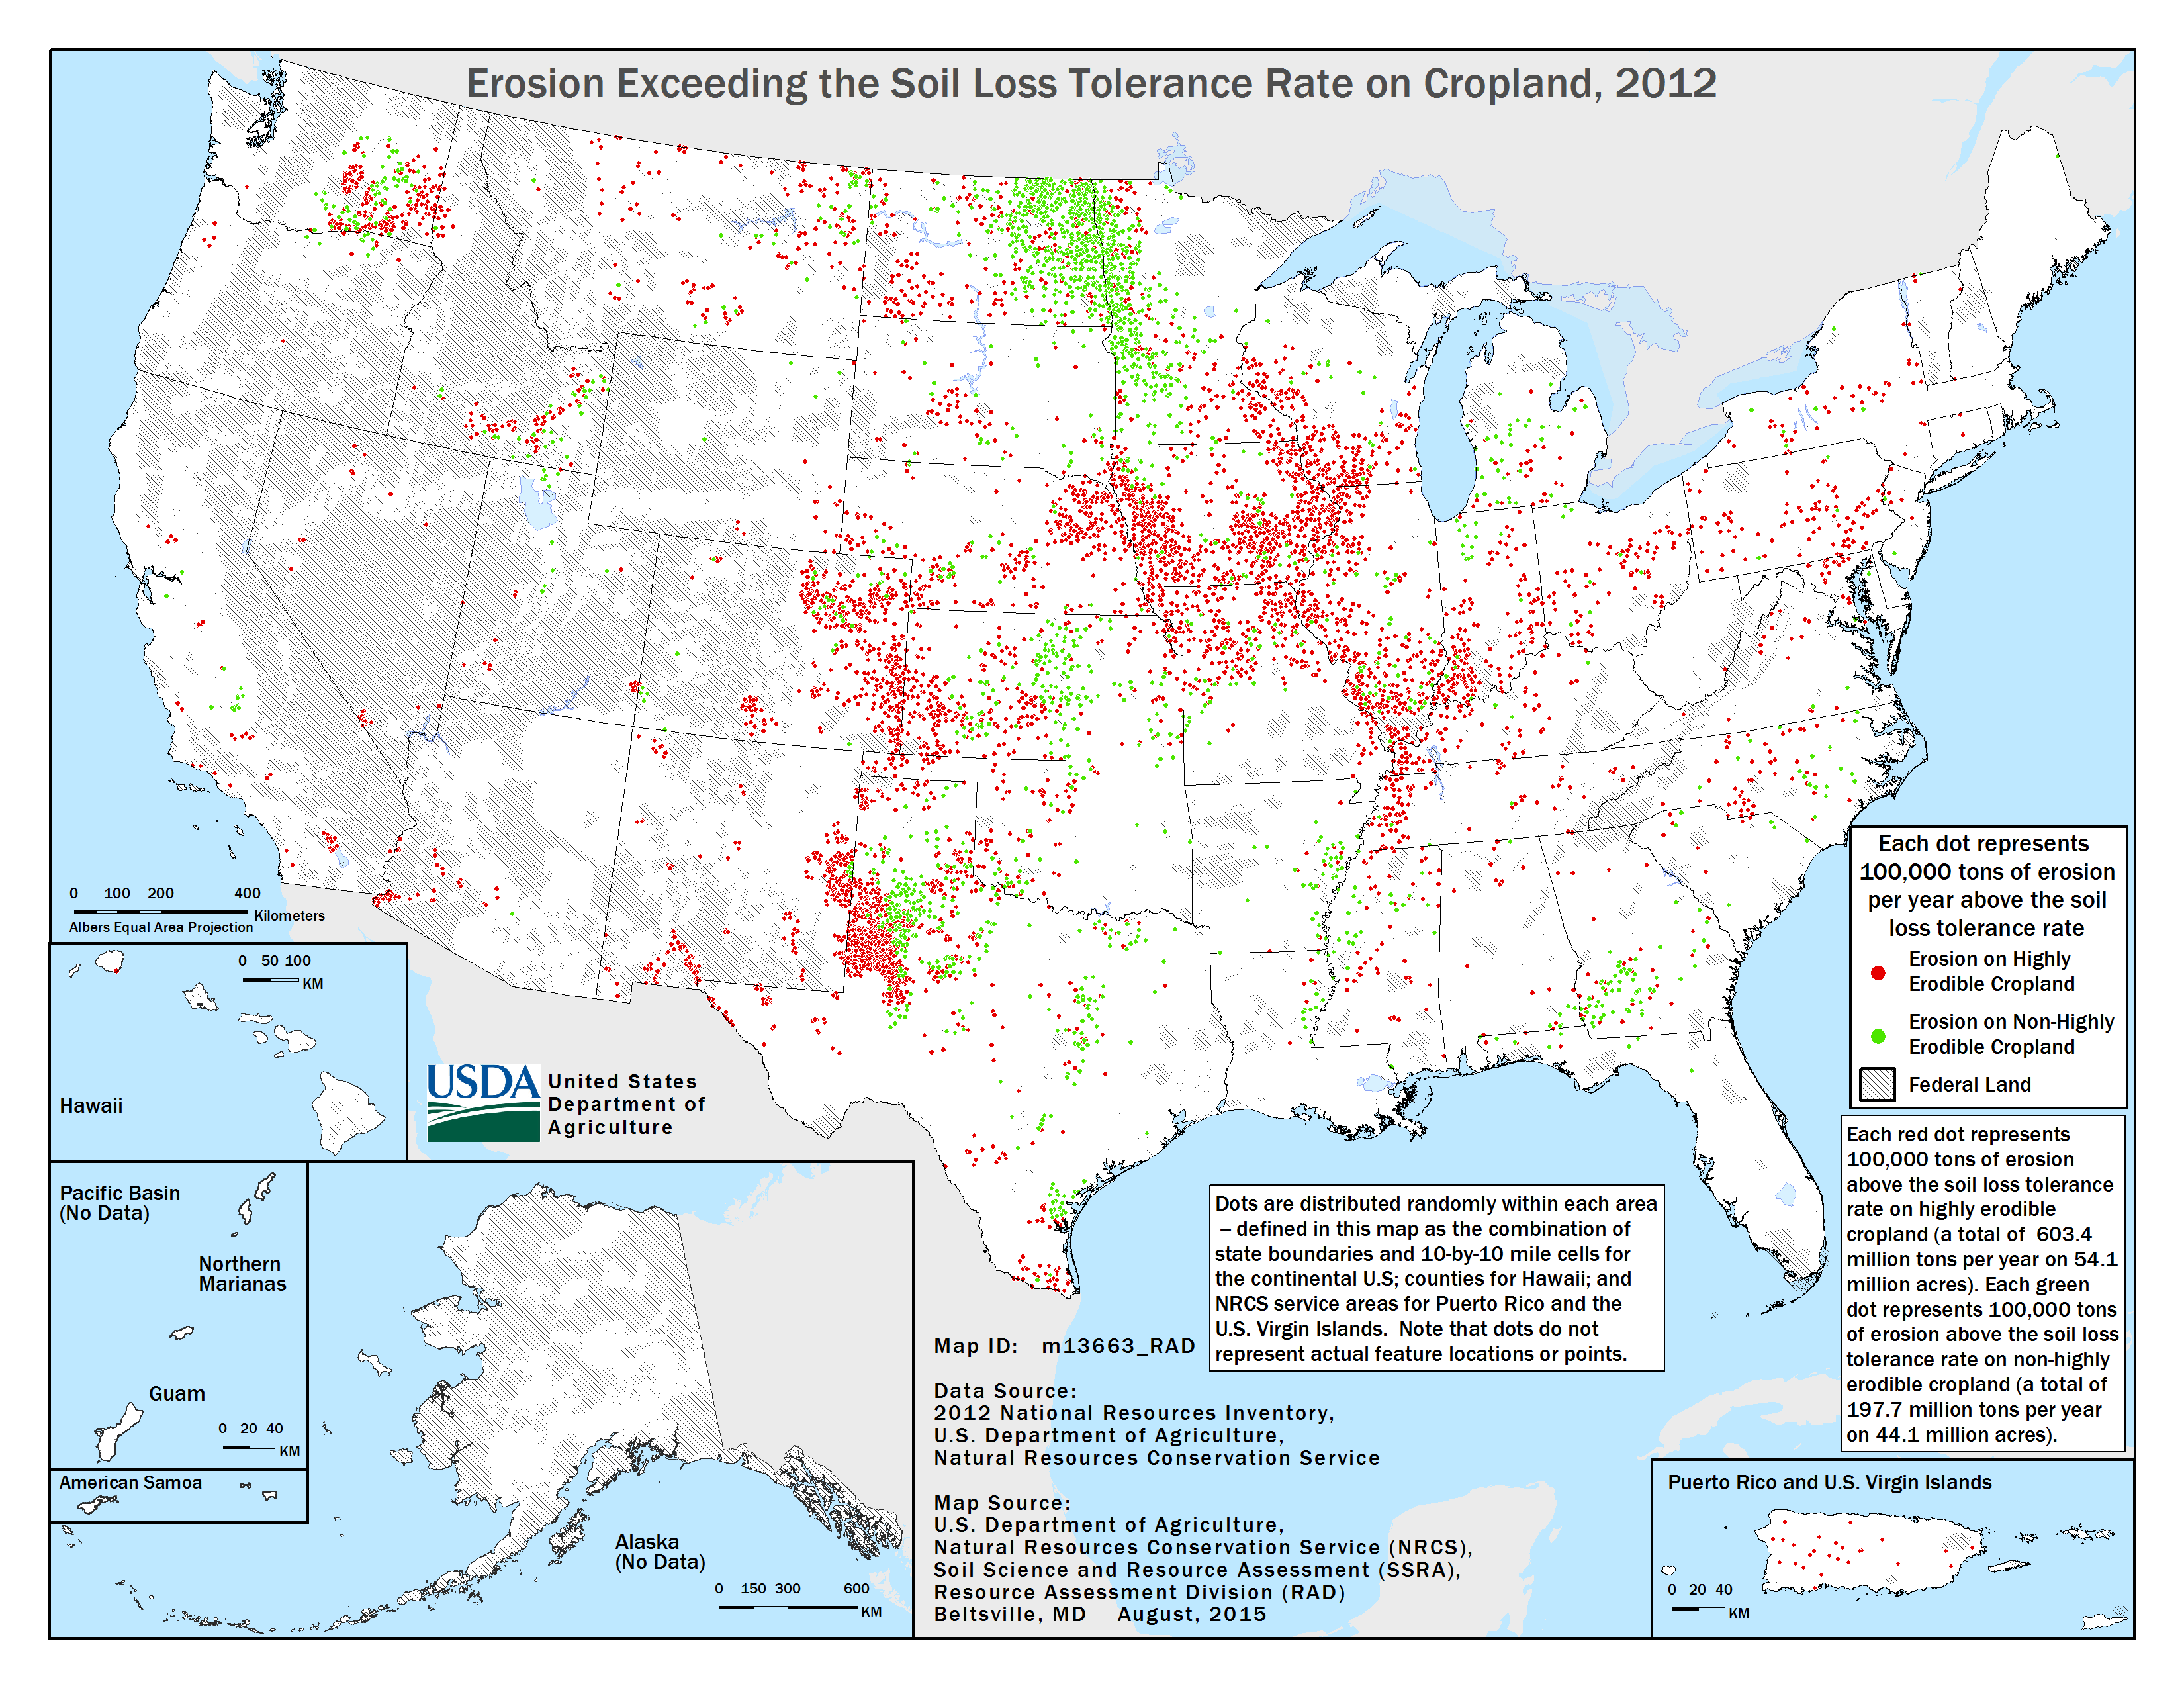 Erosion Exceeding the Soil Loss Tolerance Rate on Cropland, 2012
Each dot represents
100,000 tons of erosion
per year above the soil
loss tolerance rate
Erosion on Highly
Erodible Cropland
Erosion on Non-Highly
Erodible Cropland
Federal Land
0 100 200 400
Kilometers
Albers Equal Area Projection
0 50 100
KM
Hawaii
USDA
United States
Department of
Agriculture
Each red dot represents
100,000 tons of erosion
above the soil loss tolerance
rate on highly erodible
cropland (a total of 603.4
million tons per year on 54.1
million acres). Each green
dot represents 100,000 tons
of erosion above the soil loss
tolerance rate on non-highly
erodible cropland (a total of
197.7 million tons per year
on 44.1 million acres).
Pacific Basin
(No Data)
Northern
Marianas
Guam
0 20 40
KM
American Samoa
Alaska
(No Data)
0 150 300 600
KM
Dots are distributed randomly within each area
– defined in this map as the combination of
state boundaries and 10-by-10 mile cells for
the continental U.S; counties for Hawaii; and
NRCS service areas for Puerto Rico and the
U.S. Virgin Islands. Note that dots do not
represent actual feature locations or points.
Map ID: m13663_RAD
Data Source:
2012 National Resources Inventory,
U.S. Department of Agriculture,
Natural Resources Conservation Service
Map Source:
U.S. Department of Agriculture,
Natural Resources Conservation Service (NRCS),
Soil Science and Resource Assessment (SSRA),
Resource Assessment Division (RAD)
Beltsville, MD August, 2015
Puerto Rico and U.S. Virgin Islands
0 20 40
KM